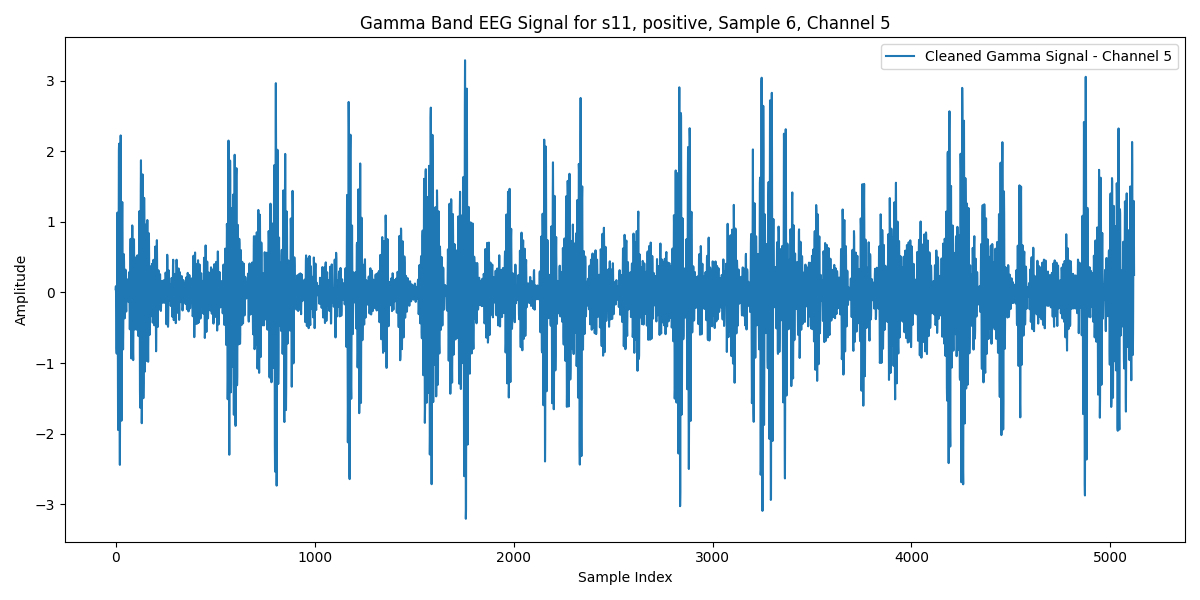 Gamma Band EEG Signal for s11, positive, Sample 6, Channel 5
Cleaned Gamma Signal - Channel 5
3
2
1
0
−1
−2
−3
Amplitude
0 1000 2000 3000 4000 5000
Sample Index